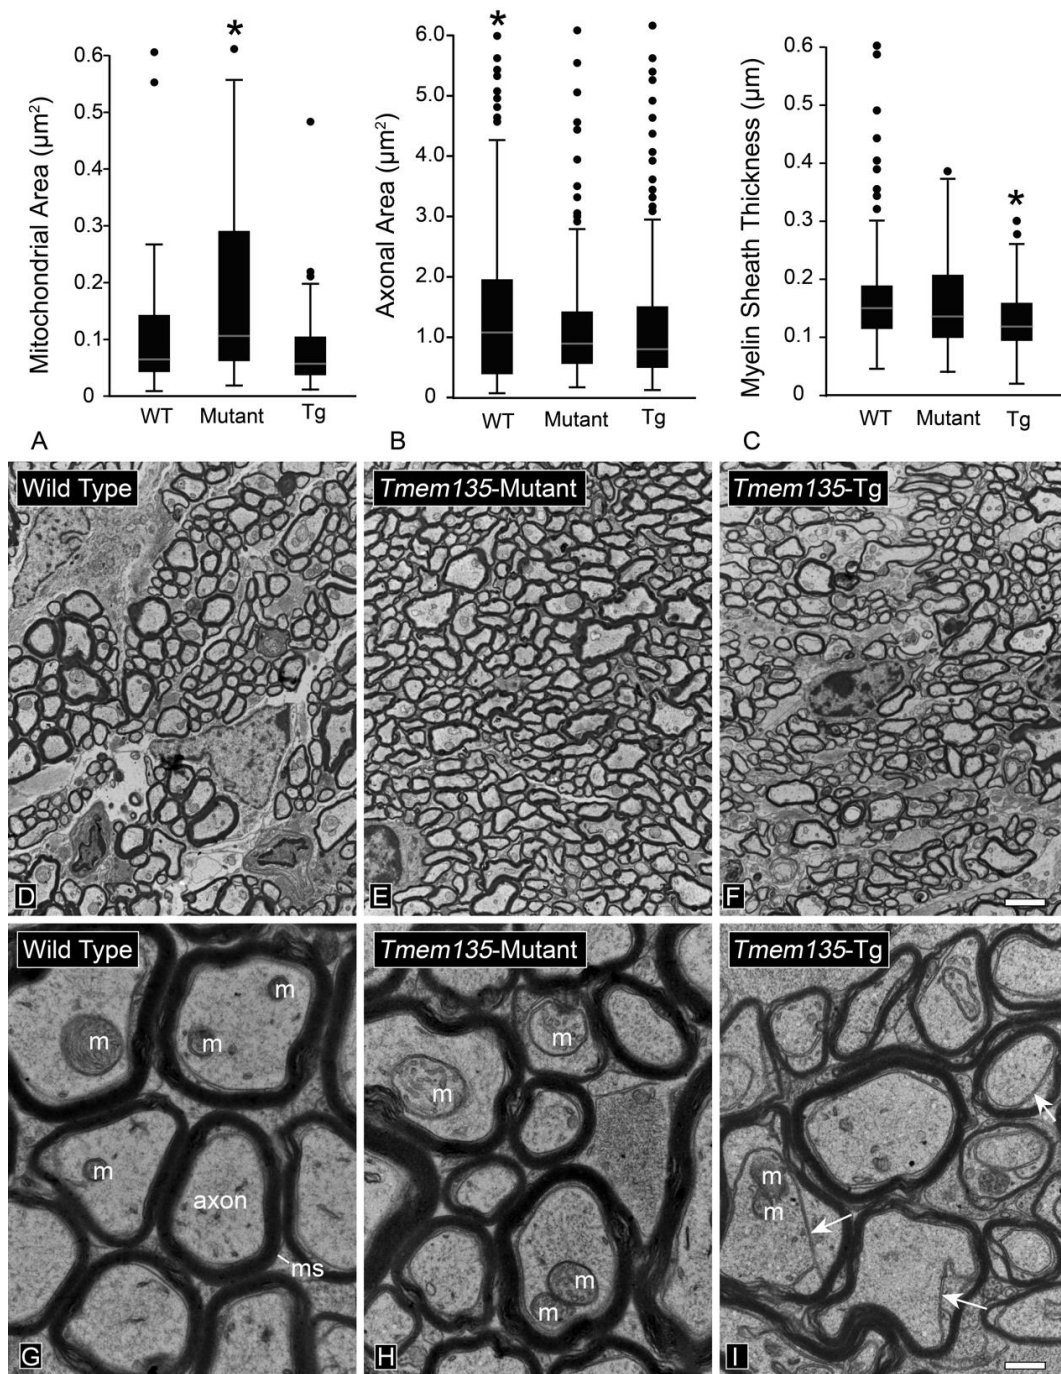 *
Mitochondrial Area (µm²)
0.6
0.5
0.4
0.3
0.2
0.1
0
WT
Mutant
Tg
A
*
Axonal Area (µm²)
6.0
5.0
4.0
3.0
2.0
1.0
0
WT
Mutant
Tg
B
*
Myelin Sheath Thickness (µm)
0.6
0.5
0.4
0.3
0.2
0.1
0
WT
Mutant
Tg
C
Wild Type
D
Tmem135-Mutant
E
Tmem135-Tg
F
Wild Type
m
m
m
m
axon
ms
G
Tmem135-Mutant
m
m
m
m
H
Tmem135-Tg
m
m
I